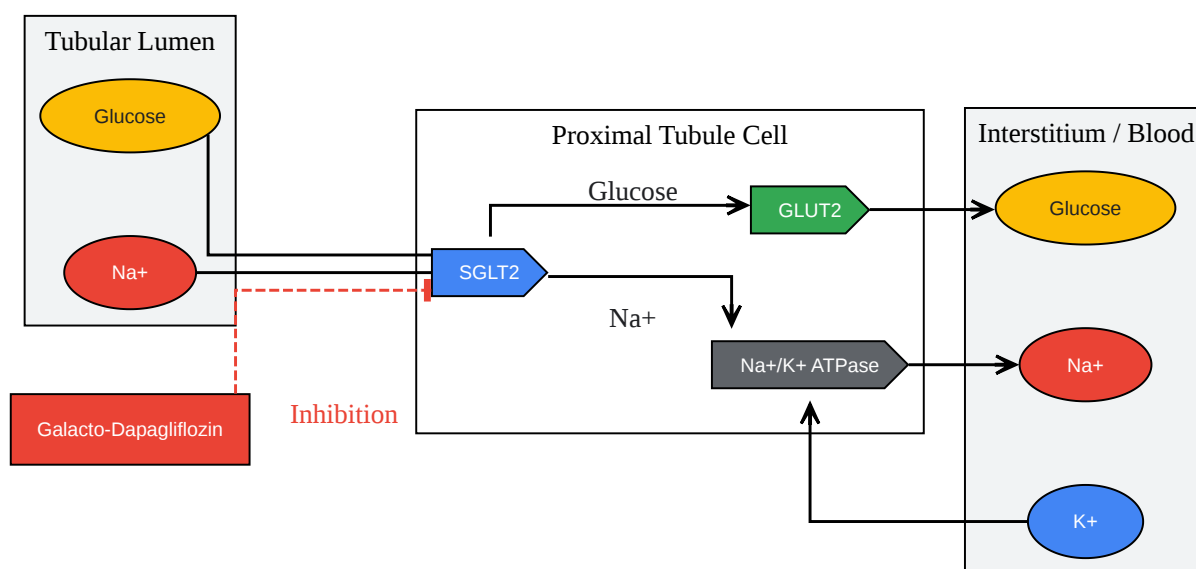 Tubular Lumen
Glucose
Na+
Galacto-Dapagliflozin
Inhibition
Proximal Tubule Cell
Glucose
GLUT2
SGLT2
Na+
Na+/K+ ATPase
Interstitium / Blood
Glucose
Na+
K+